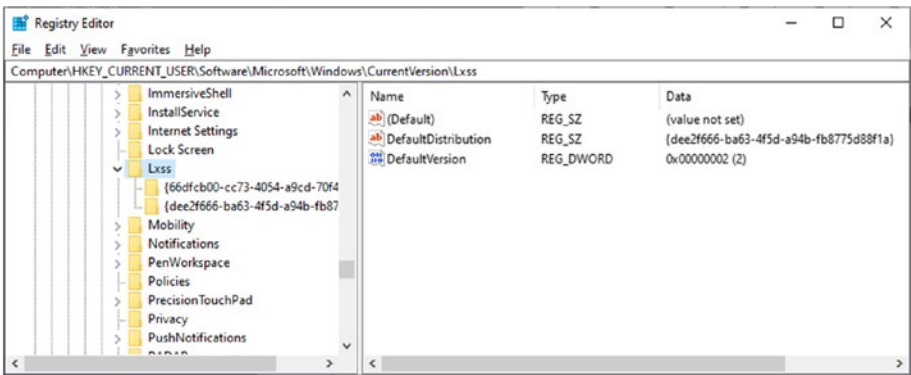 Registry Editor
File Edit View Favorites Help
Computer\HKEY_CURRENT_USER\Software\Microsoft\Windows\CurrentVersion\Lxss
ImmersiveShell
InstallService
Internet Settings
Lock Screen
Lxss
{66dfcb00-cc73-4054-a9cd-70f4
{dee2f666-ba63-4f5d-a94b-fb87
Mobility
Notifications
PenWorkspace
Policies
PrecisionTouchPad
Privacy
PushNotifications
Name Type Data
(Default) REG_SZ (value not set)
DefaultDistribution REG_SZ {dee2f666-ba63-4f5d-a94b-fb8775d88f1a}
DefaultVersion REG_DWORD 0x00000002 (2)